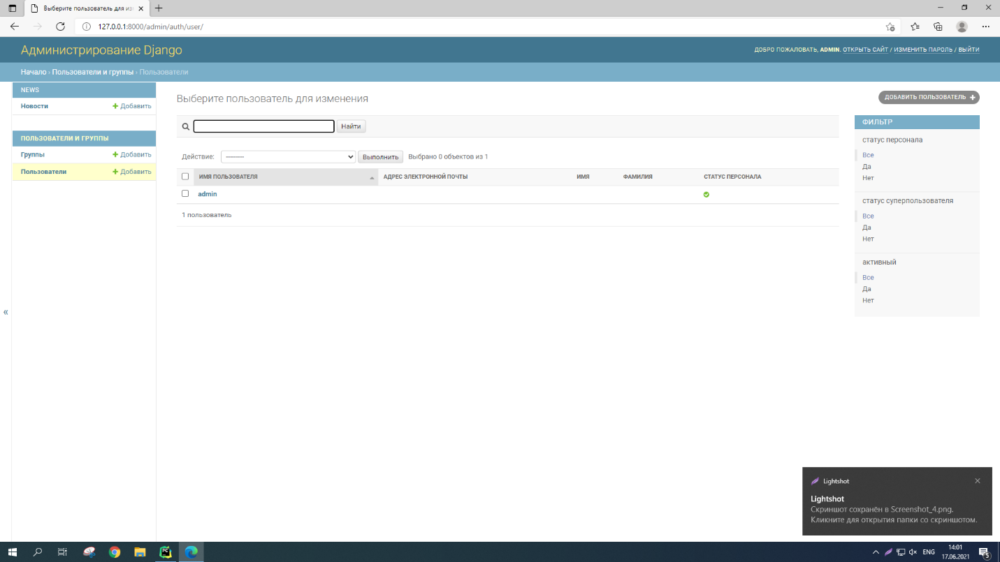 Выберите пользователь для из
127.0.0.1:8000/admin/auth/user/
Администрирование Django
ДОБРО ПОЖАЛОВАТЬ, ADMIN. ОТКРЫТЬ САЙТ / ИЗМЕНИТЬ ПАРОЛЬ / ВЫЙТИ
Начало › Пользователи и группы › Пользователи
NEWS
Новости
Добавить
ПОЛЬЗОВАТЕЛИ И ГРУППЫ
Группы
Добавить
Пользователи
Добавить
«
Выберите пользователь для изменения
ДОБАВИТЬ ПОЛЬЗОВАТЕЛЬ
Найти
Действие:
---------
Выполнить
Выбрано 0 объектов из 1
ИМЯ ПОЛЬЗОВАТЕЛЯ
АДРЕС ЭЛЕКТРОННОЙ ПОЧТЫ
ИМЯ
ФАМИЛИЯ
СТАТУС ПЕРСОНАЛА
admin
1 пользователь
ФИЛЬТР
статус персонала
Все
Да
Нет
статус суперпользователя
Все
Да
Нет
активный
Все
Да
Нет
Lightshot
Lightshot
Скриншот сохранён в Screenshot_4.png.
Кликните для открытия папки со скриншотом.
PC
ENG
14:01
17.06.2021
5